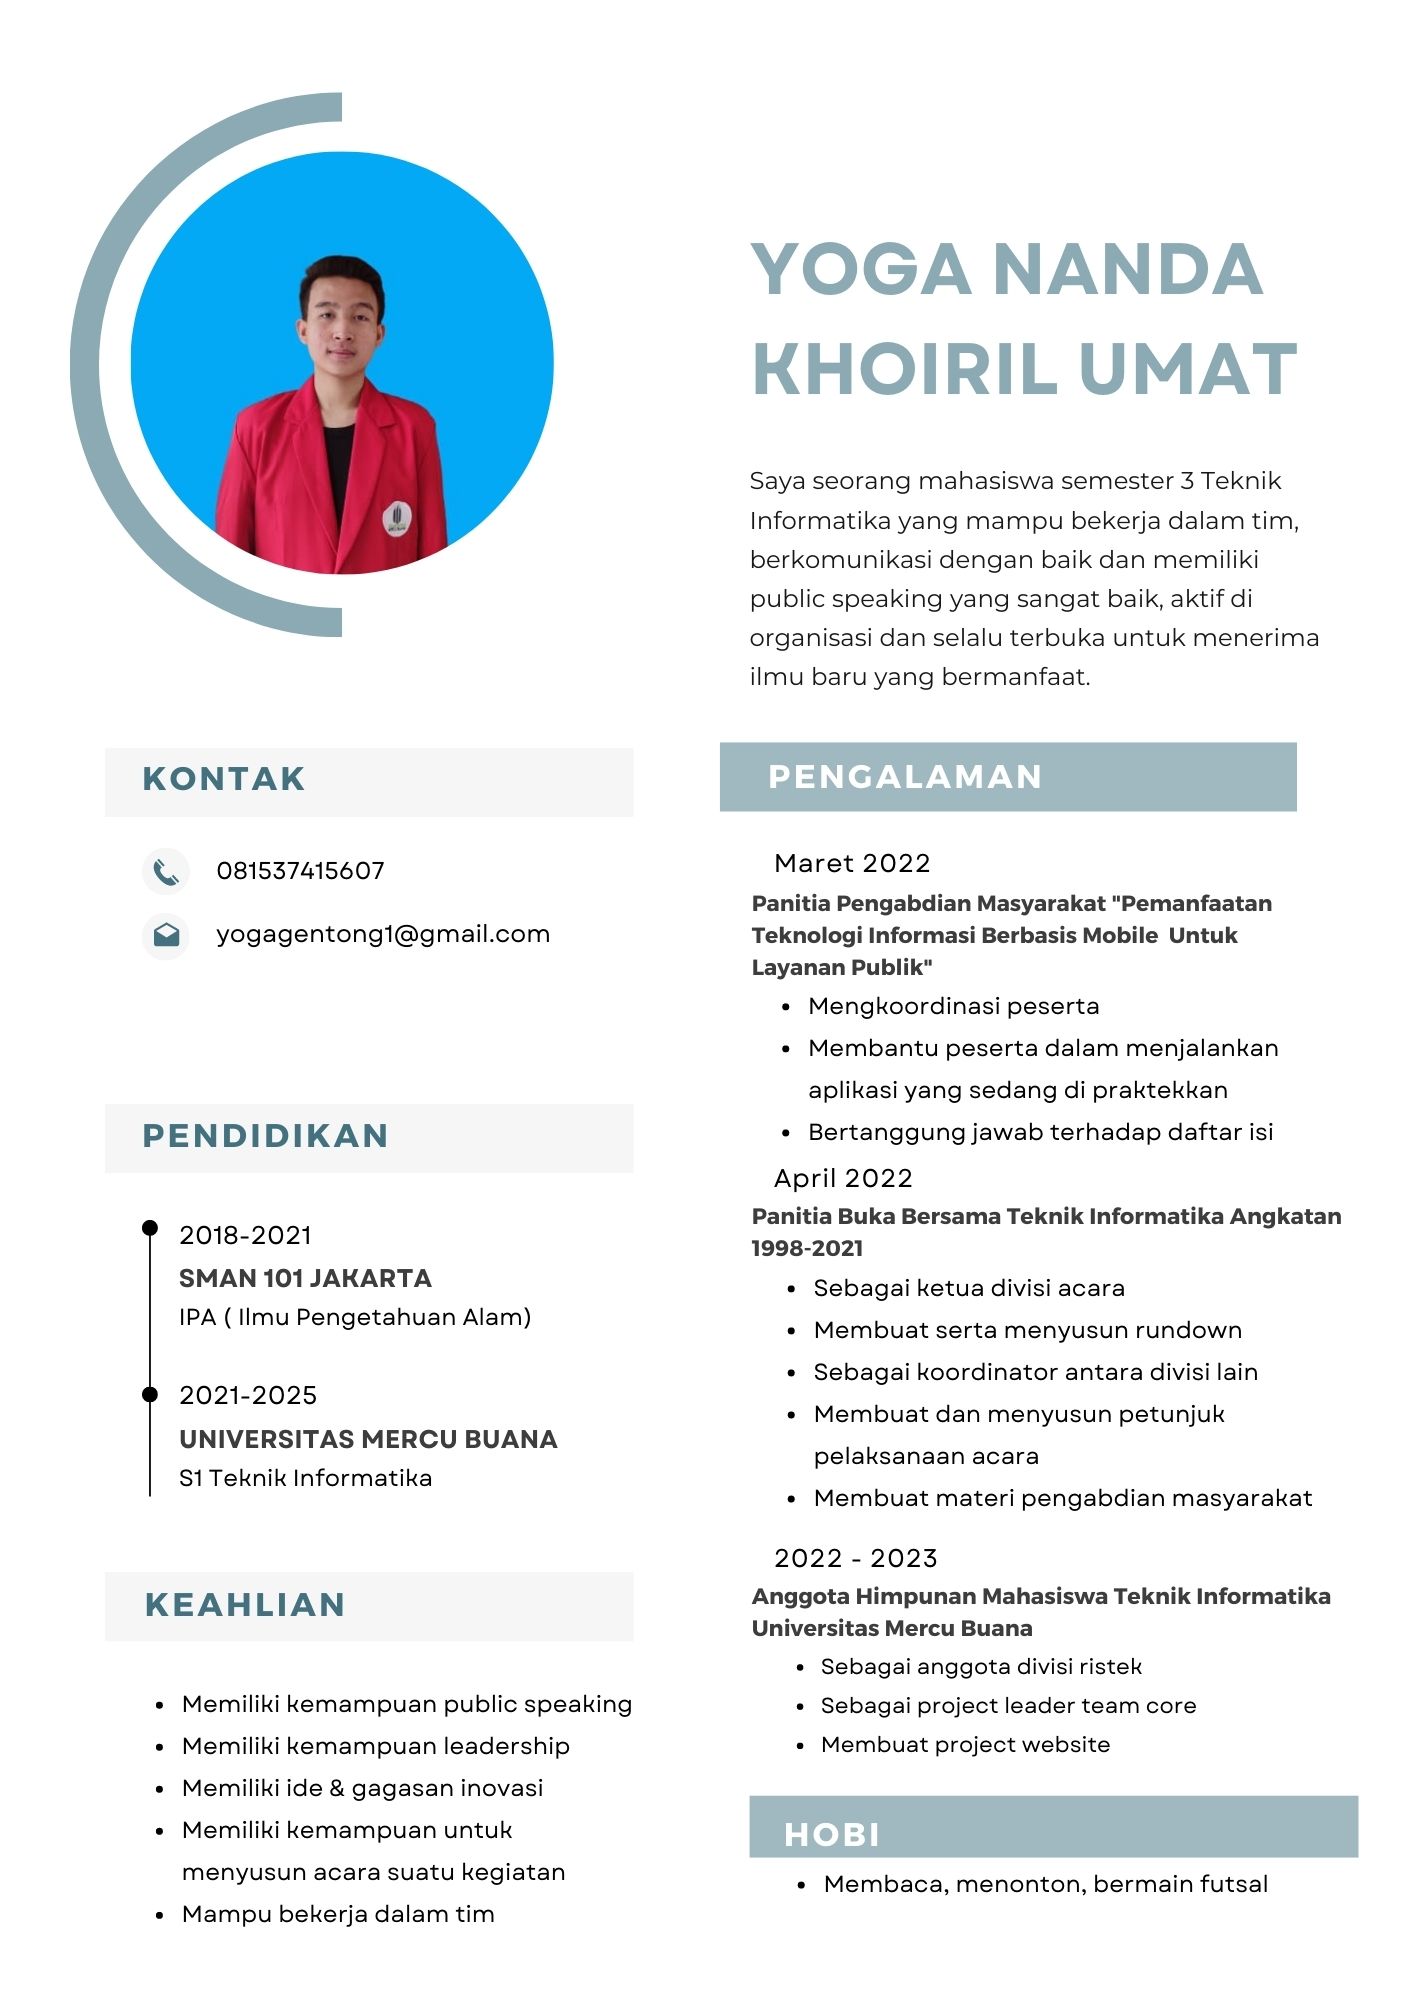 YOGA NANDA
KHOIRIL UMAT
Saya seorang mahasiswa semester 3 Teknik
Informatika yang mampu bekerja dalam tim,
berkomunikasi dengan baik dan memiliki
public speaking yang sangat baik, aktif di
organisasi dan selalu terbuka untuk menerima
ilmu baru yang bermanfaat.
KONTAK
081537415607
yogagentong1@gmail.com
PENDIDIKAN
2018-2021
SMAN 101 JAKARTA
IPA ( Ilmu Pengetahuan Alam)
2021-2025
UNIVERSITAS MERCU BUANA
S1 Teknik Informatika
KEAHLIAN
• Memiliki kemampuan public speaking
• Memiliki kemampuan leadership
• Memiliki ide & gagasan inovasi
• Memiliki kemampuan untuk
menyusun acara suatu kegiatan
• Mampu bekerja dalam tim
PENGALAMAN
Maret 2022
Panitia Pengabdian Masyarakat "Pemanfaatan
Teknologi Informasi Berbasis Mobile  Untuk
Layanan Publik"
• Mengkoordinasi peserta
• Membantu peserta dalam menjalankan
aplikasi yang sedang di praktekkan
• Bertanggung jawab terhadap daftar isi
April 2022
Panitia Buka Bersama Teknik Informatika Angkatan
1998-2021
• Sebagai ketua divisi acara
• Membuat serta menyusun rundown
• Sebagai koordinator antara divisi lain
• Membuat dan menyusun petunjuk
pelaksanaan acara
• Membuat materi pengabdian masyarakat
2022 - 2023
Anggota Himpunan Mahasiswa Teknik Informatika
Universitas Mercu Buana
• Sebagai anggota divisi ristek
• Sebagai project leader team core
• Membuat project website
HOBI
• Membaca, menonton, bermain futsal